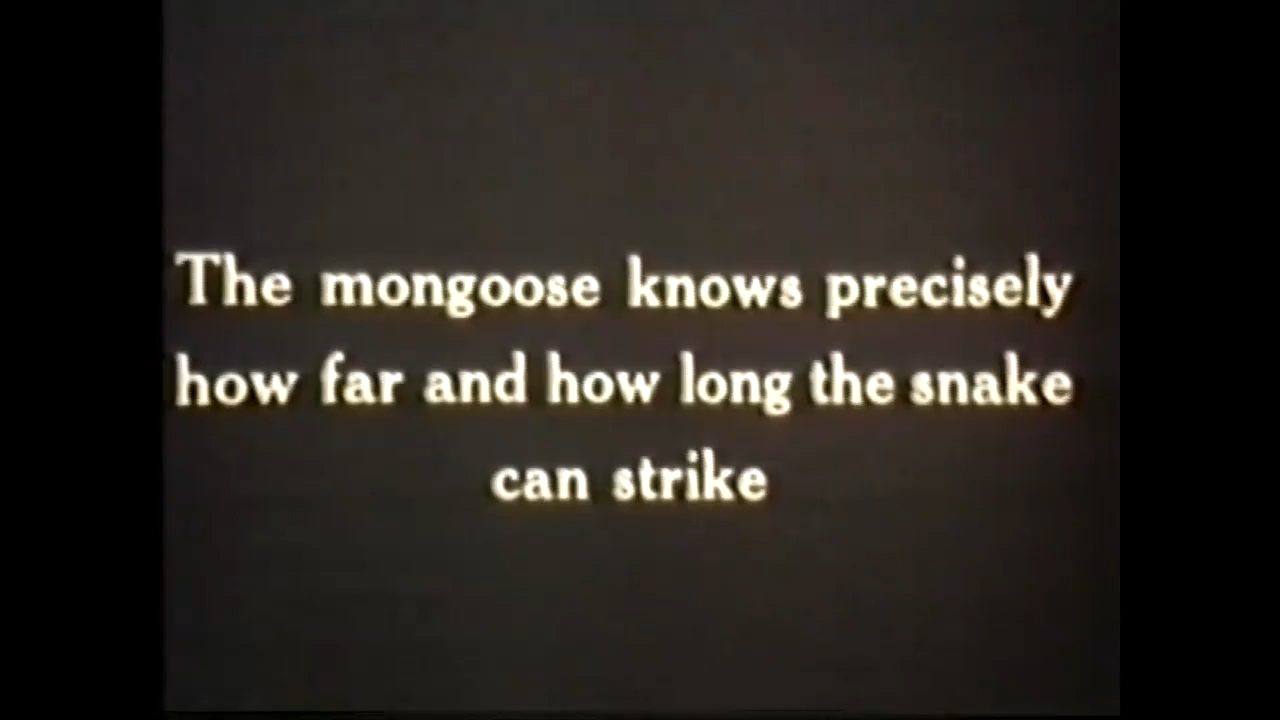 The mongoose knows precisely
how far and how long the snake
can strike